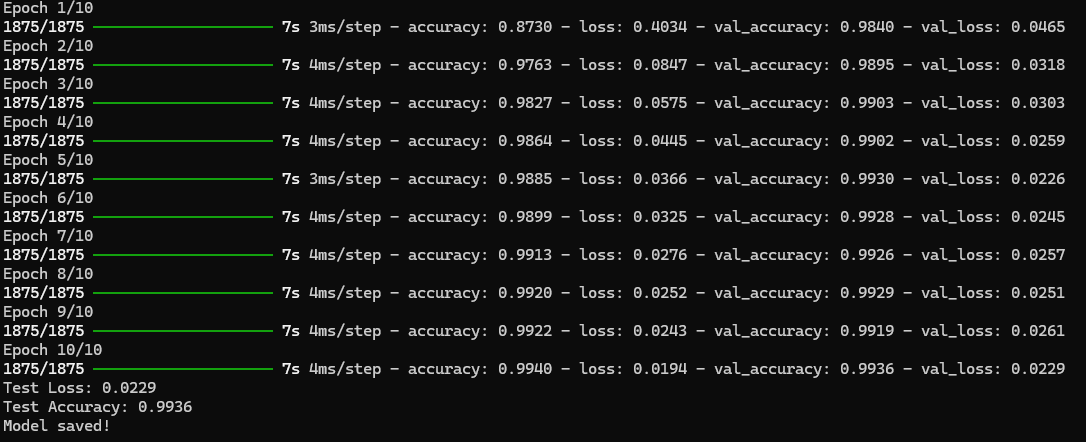 Epoch 1/10
1875/1875 ━━━━━━━━━━━━━━━━━━━━ 7s 3ms/step - accuracy: 0.8730 - loss: 0.4034 - val_accuracy: 0.9840 - val_loss: 0.0465
Epoch 2/10
1875/1875 ━━━━━━━━━━━━━━━━━━━━ 7s 4ms/step - accuracy: 0.9763 - loss: 0.0847 - val_accuracy: 0.9895 - val_loss: 0.0318
Epoch 3/10
1875/1875 ━━━━━━━━━━━━━━━━━━━━ 7s 4ms/step - accuracy: 0.9827 - loss: 0.0575 - val_accuracy: 0.9903 - val_loss: 0.0303
Epoch 4/10
1875/1875 ━━━━━━━━━━━━━━━━━━━━ 7s 4ms/step - accuracy: 0.9864 - loss: 0.0445 - val_accuracy: 0.9902 - val_loss: 0.0259
Epoch 5/10
1875/1875 ━━━━━━━━━━━━━━━━━━━━ 7s 3ms/step - accuracy: 0.9885 - loss: 0.0366 - val_accuracy: 0.9930 - val_loss: 0.0226
Epoch 6/10
1875/1875 ━━━━━━━━━━━━━━━━━━━━ 7s 4ms/step - accuracy: 0.9899 - loss: 0.0325 - val_accuracy: 0.9928 - val_loss: 0.0245
Epoch 7/10
1875/1875 ━━━━━━━━━━━━━━━━━━━━ 7s 4ms/step - accuracy: 0.9913 - loss: 0.0276 - val_accuracy: 0.9926 - val_loss: 0.0257
Epoch 8/10
1875/1875 ━━━━━━━━━━━━━━━━━━━━ 7s 4ms/step - accuracy: 0.9920 - loss: 0.0252 - val_accuracy: 0.9929 - val_loss: 0.0251
Epoch 9/10
1875/1875 ━━━━━━━━━━━━━━━━━━━━ 7s 4ms/step - accuracy: 0.9922 - loss: 0.0243 - val_accuracy: 0.9919 - val_loss: 0.0261
Epoch 10/10
1875/1875 ━━━━━━━━━━━━━━━━━━━━ 7s 4ms/step - accuracy: 0.9940 - loss: 0.0194 - val_accuracy: 0.9936 - val_loss: 0.0229
Test Loss: 0.0229
Test Accuracy: 0.9936
Model saved!